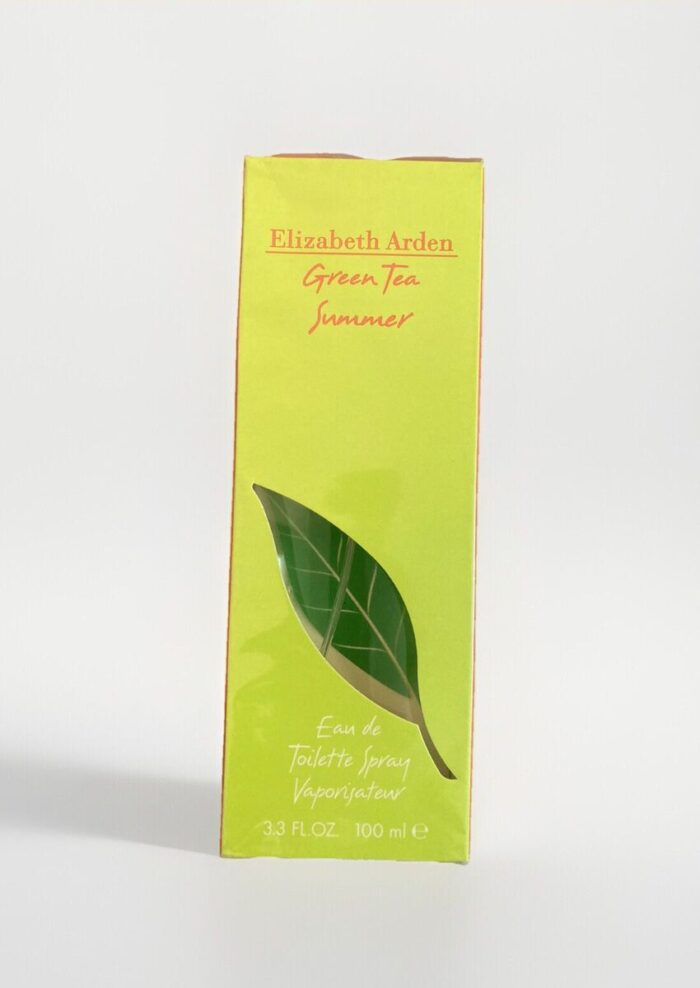 Elizabeth Arden
Green Tea
Summer
Eau de
Toilette Spray
Vaporisateur
3.3 FL.OZ. 100 ml ℮